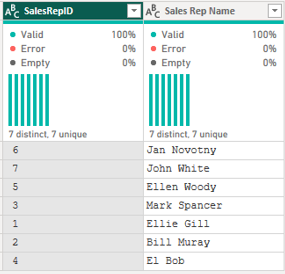 ABC SalesRepID ABC Sales Rep Name
Valid 100% Valid 100%
Error 0% Error 0%
Empty 0% Empty 0%
7 distinct, 7 unique 7 distinct, 7 unique
6 Jan Novotny
7 John White
5 Ellen Woody
3 Mark Spancer
1 Ellie Gill
2 Bill Muray
4 El Bob